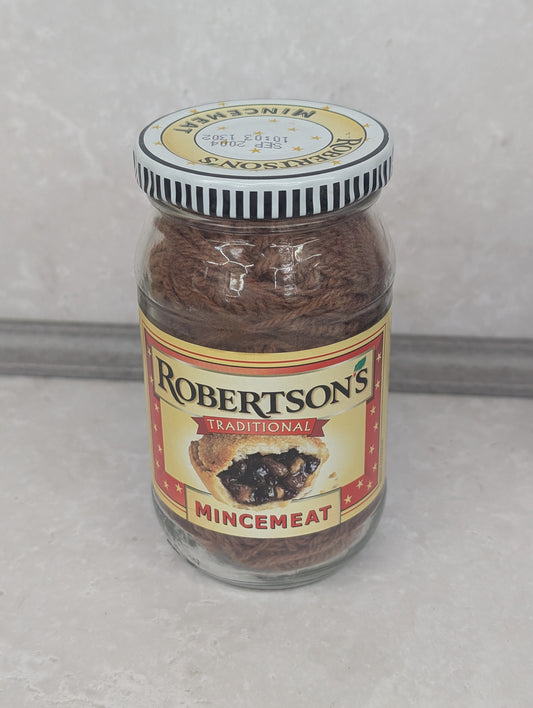 ROBERTSON'S
MINCEMEAT
SEP 2004
10:03 1302
ROBERTSON'S
TRADITIONAL
MINCEMEAT